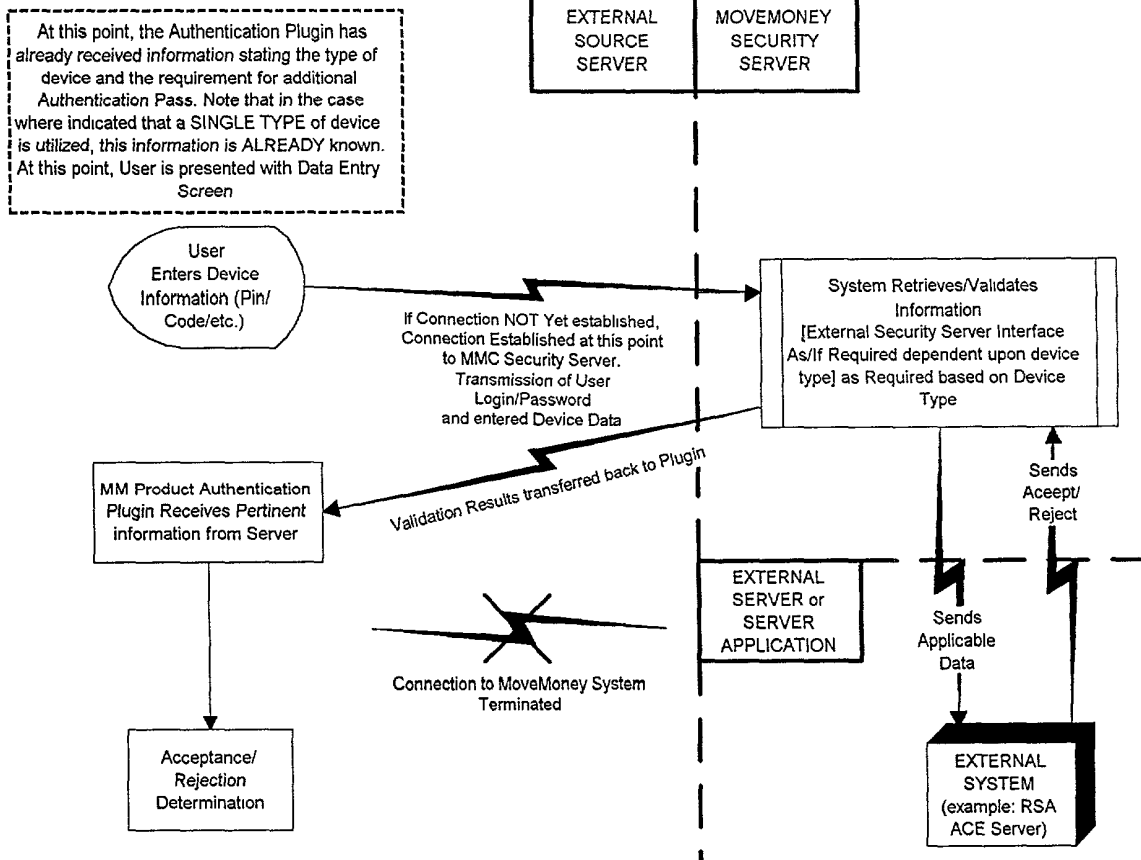 At this point, the Authentication Plugin has
already received information stating the type of
device and the requirement for additional
Authentication Pass. Note that in the case
where indicated that a SINGLE TYPE of device
is utilized, this information is ALREADY known.
At this point, User is presented with Data Entry
Screen
EXTERNAL
SOURCE
SERVER
MOVEMONEY
SECURITY
SERVER
User
Enters Device
Information (Pin/
Code/etc.)
If Connection NOT Yet established,
Connection Established at this point
to MMC Security Server.
Transmission of User
Login/Password
and entered Device Data
System Retrieves/Validates
Information
[External Security Server Interface
As/If Required dependent upon device
type] as Required based on Device
Type
Validation Results transferred back to Plugin
MM Product Authentication
Plugin Receives Pertinent
information from Server
Sends
Aceept/
Reject
EXTERNAL
SERVER or
SERVER
APPLICATION
Sends
Applicable
Data
Connection to MoveMoney System
Terminated
Acceptance/
Rejection
Determination
EXTERNAL
SYSTEM
(example: RSA
ACE Server)